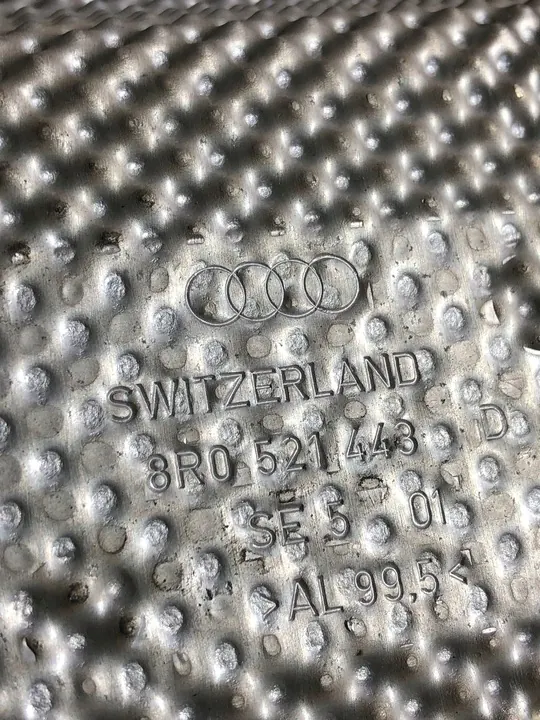 SWITZERLAND
8R0 521 443 D
SE 5 01
>AL 99,5<